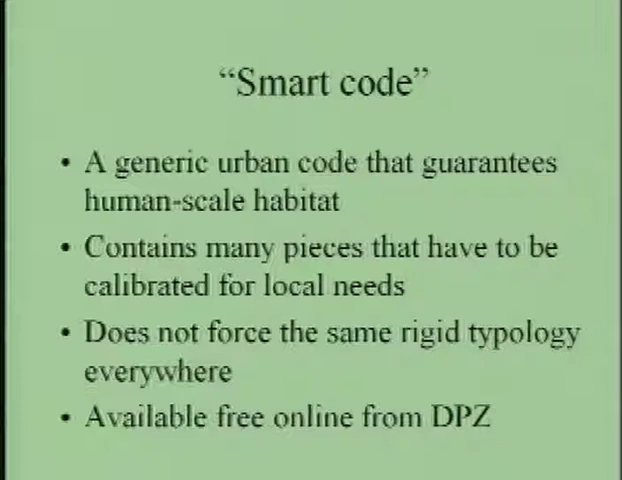 “Smart code”
• A generic urban code that guarantees
human-scale habitat
• Contains many pieces that have to be
calibrated for local needs
• Does not force the same rigid typology
everywhere
• Available free online from DPZ